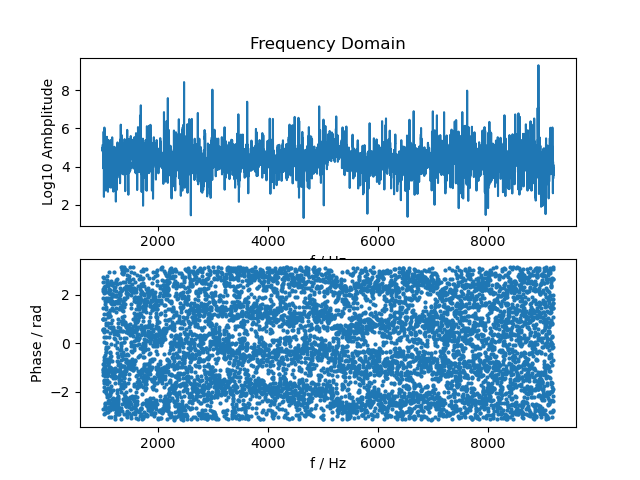 Frequency Domain
Log10 Ambplitude
8
6
4
2
2000 4000 6000 8000
f / Hz
Phase / rad
2
0
−2
2000 4000 6000 8000
f / Hz